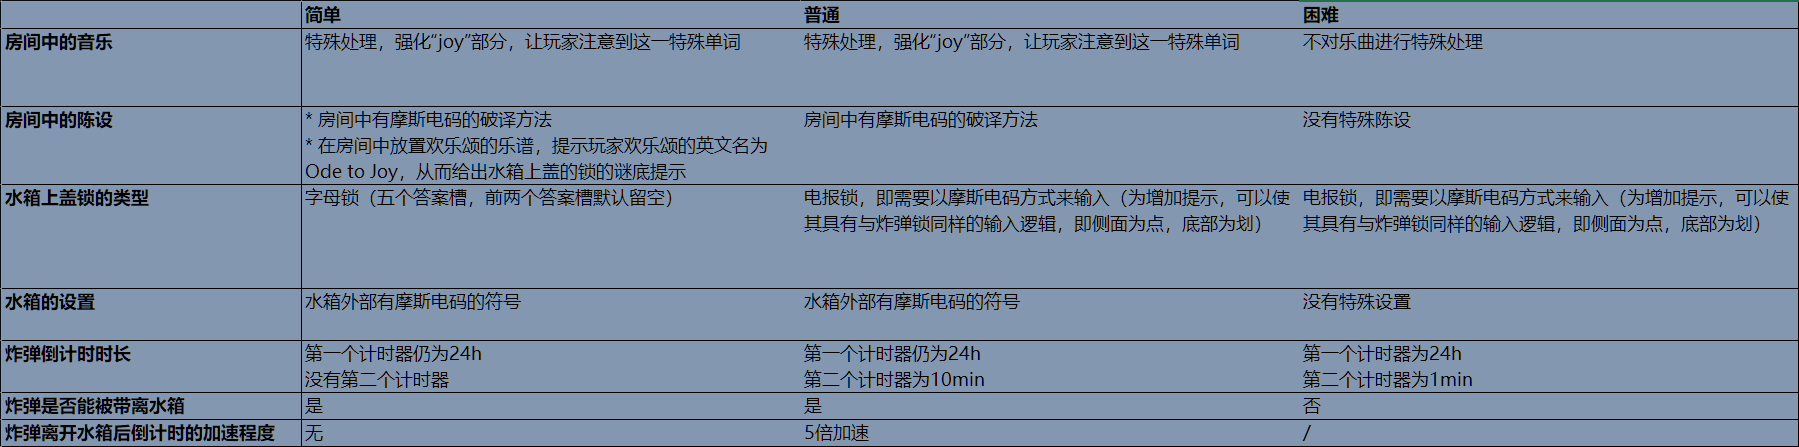 简单 普通 困难
房间中的音乐 特殊处理，强化“joy”部分，让玩家注意到这一特殊单词 特殊处理，强化“joy”部分，让玩家注意到这一特殊单词 不对乐曲进行特殊处理
房间中的陈设 * 房间中有摩斯电码的破译方法 房间中有摩斯电码的破译方法 没有特殊陈设
* 在房间中放置欢乐颂的乐谱，提示玩家欢乐颂的英文名为
Ode to Joy，从而给出水箱上盖的锁的谜底提示
水箱上盖锁的类型 字母锁（五个答案槽，前两个答案槽默认留空） 电报锁，即需要以摩斯电码方式来输入（为增加提示，可以使 电报锁，即需要以摩斯电码方式来输入（为增加提示，可以使
其具有与炸弹锁同样的输入逻辑，即侧面为点，底部为划） 其具有与炸弹锁同样的输入逻辑，即侧面为点，底部为划）
水箱的设置 水箱外部有摩斯电码的符号 水箱外部有摩斯电码的符号 没有特殊设置
炸弹倒计时时长 第一个计时器仍为24h 第一个计时器仍为24h 第一个计时器为24h
没有第二个计时器 第二个计时器为10min 第二个计时器为1min
炸弹是否能被带离水箱 是 是 否
炸弹离开水箱后倒计时的加速程度 无 5倍加速 /